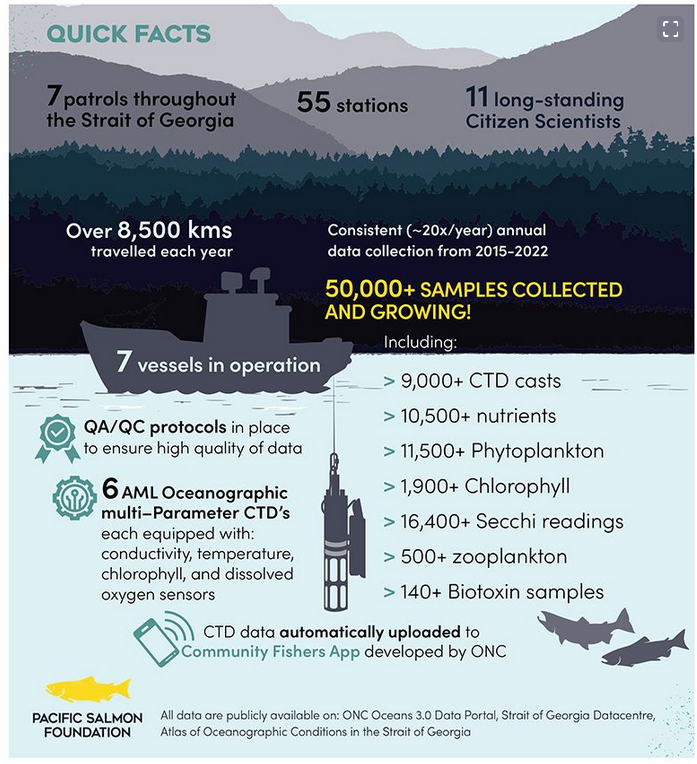 QUICK FACTS
7 patrols throughout
the Strait of Georgia
55 stations
11 long-standing
Citizen Scientists
Over 8,500 kms
travelled each year
Consistent (~20x/year) annual
data collection from 2015-2022
50,000+ SAMPLES COLLECTED
AND GROWING!
Including:
7 vessels in operation
> 9,000+ CTD casts
> 10,500+ nutrients
> 11,500+ Phytoplankton
> 1,900+ Chlorophyll
> 16,400+ Secchi readings
> 500+ zooplankton
> 140+ Biotoxin samples
QA/QC protocols in place
to ensure high quality of data
6 AML Oceanographic
multi–Parameter CTD's
each equipped with:
conductivity, temperature,
chlorophyll, and dissolved
oxygen sensors
CTD data automatically uploaded to
Community Fishers App developed by ONC
PACIFIC SALMON
FOUNDATION
All data are publicly available on: ONC Oceans 3.0 Data Portal, Strait of Georgia Datacentre,
Atlas of Oceanographic Conditions in the Strait of Georgia